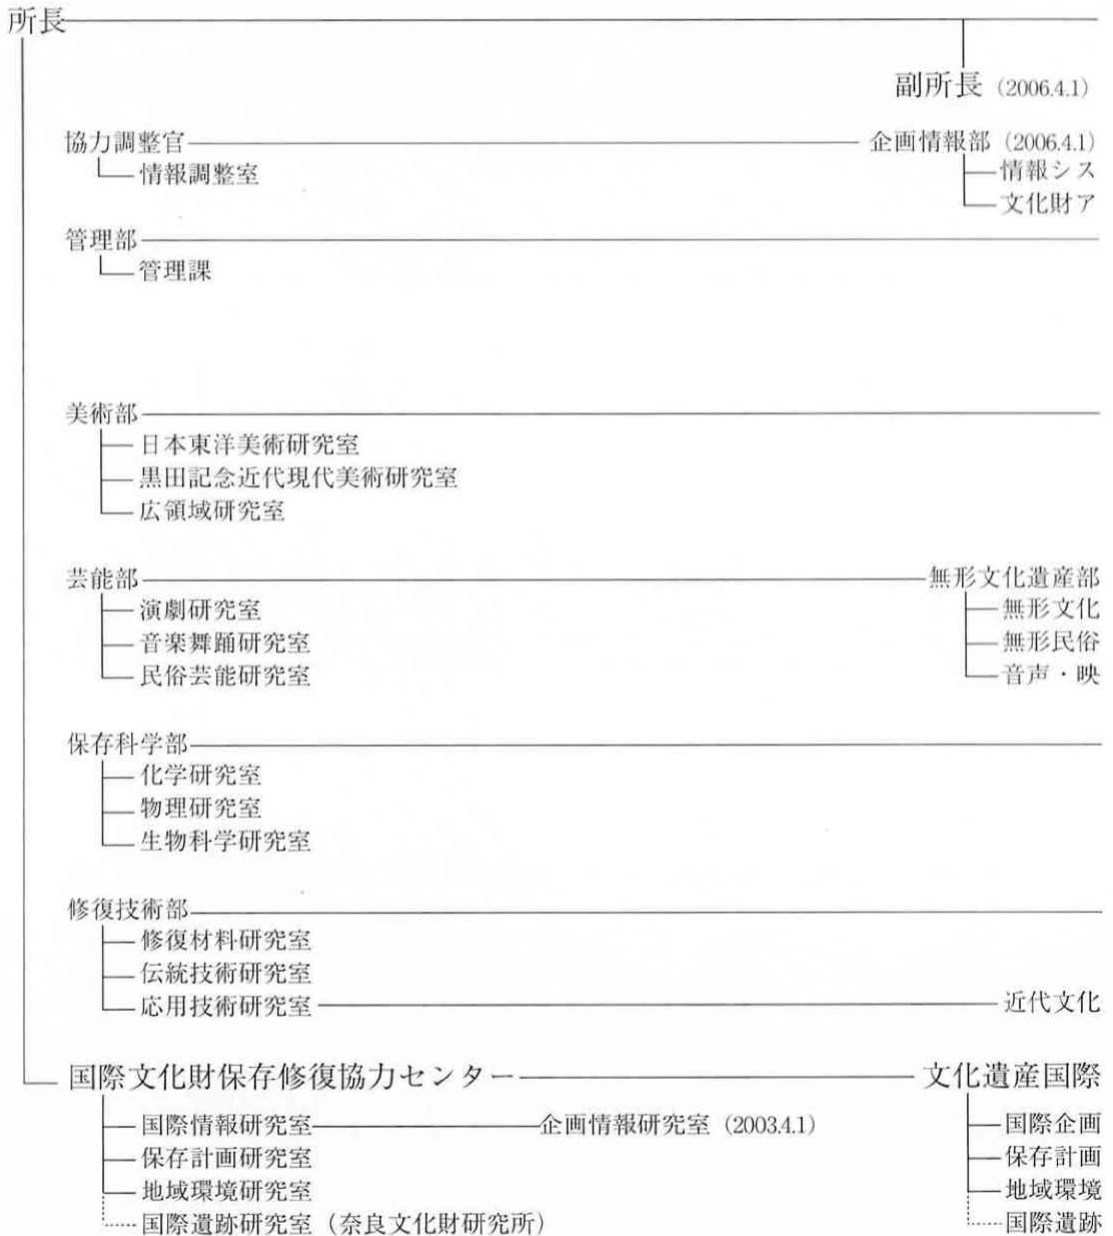 所長
副所長（2006.4.1）
協力調整官 企画情報部（2006.4.1）
情報調整室 情報シス
文化財ア
管理部
管理課
美術部
日本東洋美術研究室
黒田記念近代現代美術研究室
広領域研究室
芸能部 無形文化遺産部
演劇研究室 無形文化
音楽舞踊研究室 無形民俗
民俗芸能研究室 音声・映
保存科学部
化学研究室
物理研究室
生物科学研究室
修復技術部
修復材料研究室
伝統技術研究室
応用技術研究室 近代文化
国際文化財保存修復協力センター 文化遺産国際
国際情報研究室 企画情報研究室（2003.4.1） 国際企画
保存計画研究室 保存計画
地域環境研究室 地域環境
国際遺跡研究室（奈良文化財研究所） 国際遺跡